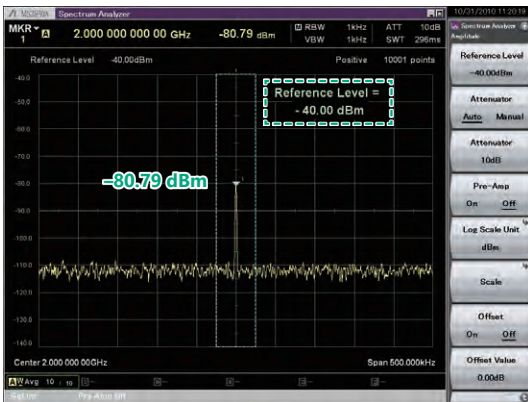 Spectrum Analyzer
10/31/2010 11:20:19
MKR 1
2.000 000 000 00 GHz
-80.79 dBm
RBW 1kHz
VBW 1kHz
ATT 10dB
SWT 296ms
Reference Level -40.00dBm
Positive 10001 points
-40.0
-50.0
-60.0
-70.0
-80.0
-90.0
-100.0
-110.0
-120.0
-130.0
-140.0
Reference Level =
- 40.00 dBm
–80.79 dBm
1
Center 2.000 000 00GHz
Span 500.000kHz
A W Avg 10 / 10
Pre-Amp Off
Spectrum Analyzer
Amplitude
Reference Level
-40.00dBm
Attenuator
Auto Manual
Attenuator
10dB
Pre-Amp
On Off
Log Scale Unit
dBm
Scale
Offset
On Off
Offset Value
0.00dB